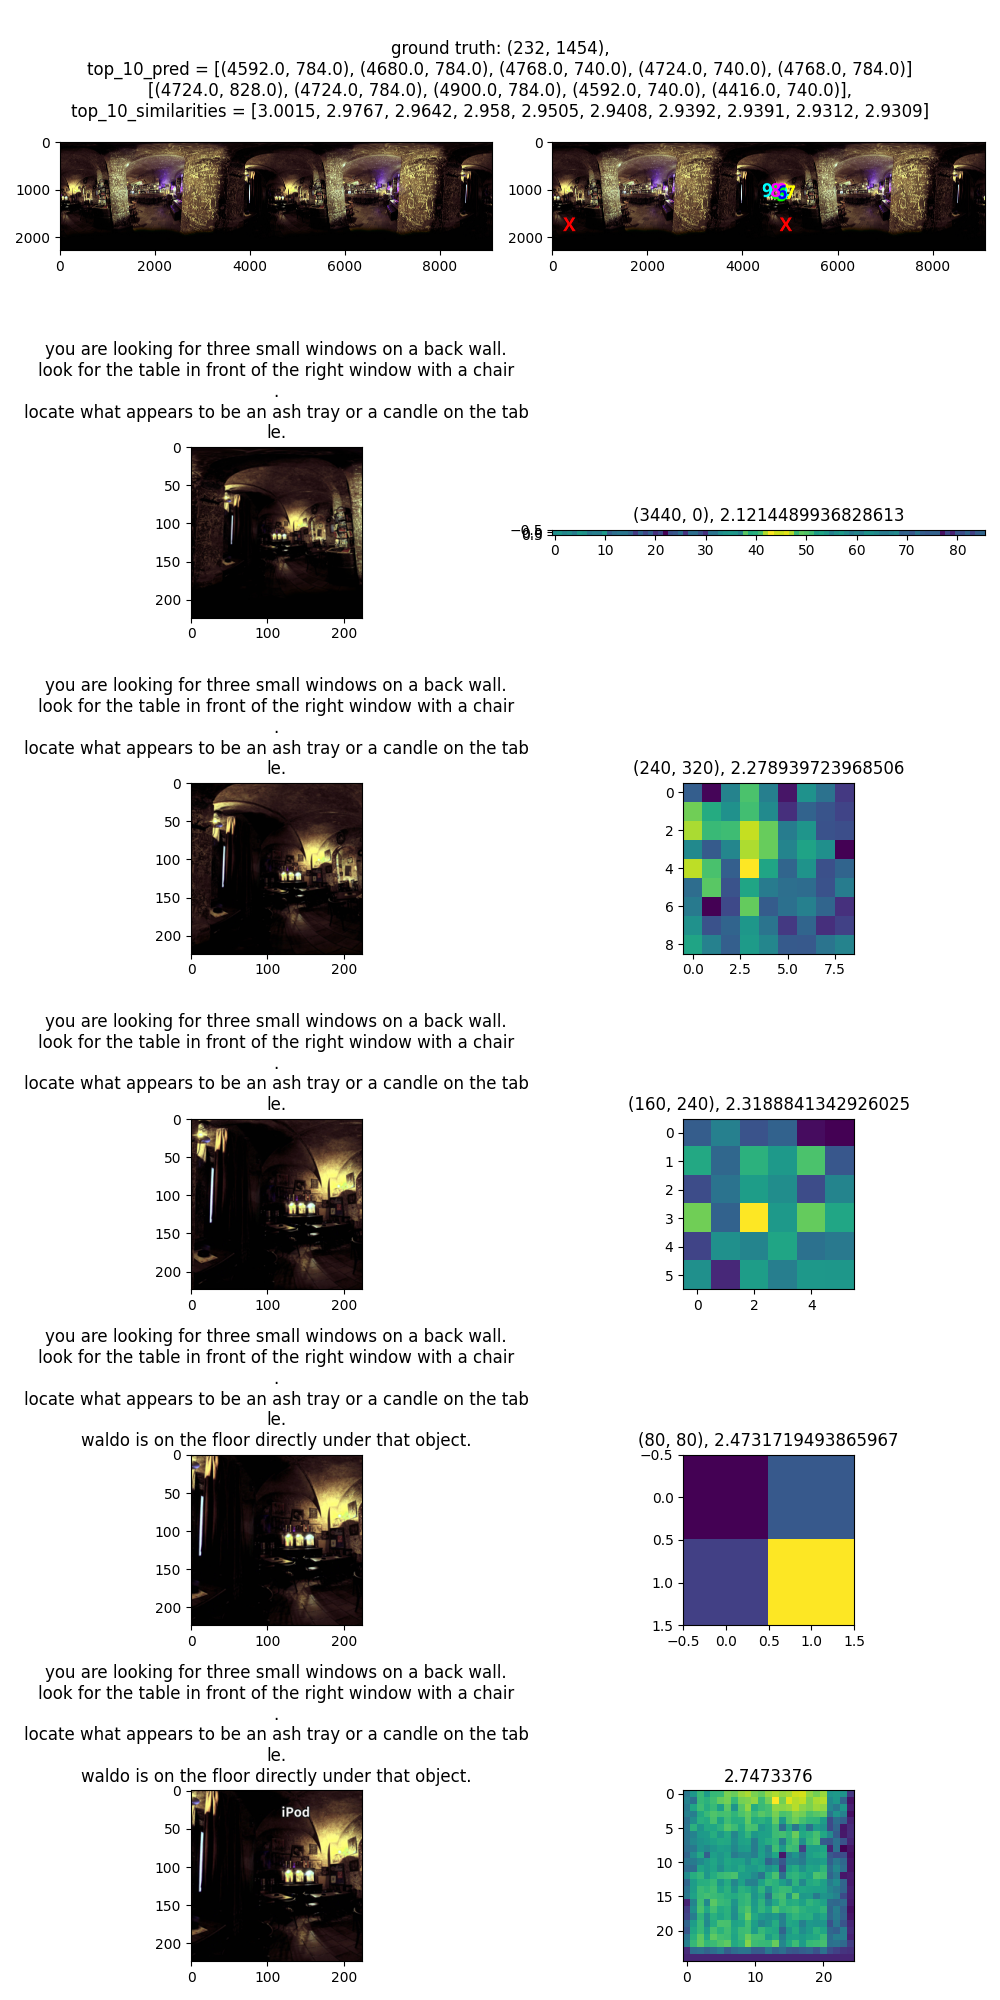 ground truth: (232, 1454),
top_10_pred = [(4592.0, 784.0), (4680.0, 784.0), (4768.0, 740.0), (4724.0, 740.0), (4768.0, 784.0)]
[(4724.0, 828.0), (4724.0, 784.0), (4900.0, 784.0), (4592.0, 740.0), (4416.0, 740.0)],
top_10_similarities = [3.0015, 2.9767, 2.9642, 2.958, 2.9505, 2.9408, 2.9392, 2.9391, 2.9312, 2.9309]
0
1000
2000
0 2000 4000 6000 8000
0
1000
2000
X X
0 2000 4000 6000 8000
you are looking for three small windows on a back wall.
look for the table in front of the right window with a chair
.
locate what appears to be an ash tray or a candle on the tab
le.
0
50
100
150
200
0 100 200
(3440, 0), 2.1214489936828613
0 10 20 30 40 50 60 70 80
you are looking for three small windows on a back wall.
look for the table in front of the right window with a chair
.
locate what appears to be an ash tray or a candle on the tab
le.
0
50
100
150
200
0 100 200
(240, 320), 2.278939723968506
0
2
4
6
8
0.0 2.5 5.0 7.5
you are looking for three small windows on a back wall.
look for the table in front of the right window with a chair
.
locate what appears to be an ash tray or a candle on the tab
le.
0
50
100
150
200
0 100 200
(160, 240), 2.3188841342926025
0
1
2
3
4
5
0 2 4
you are looking for three small windows on a back wall.
look for the table in front of the right window with a chair
.
locate what appears to be an ash tray or a candle on the tab
le.
waldo is on the floor directly under that object.
0
50
100
150
200
0 100 200
(80, 80), 2.4731719493865967
−0.5
0.0
0.5
1.0
1.5
−0.5 0.0 0.5 1.0 1.5
you are looking for three small windows on a back wall.
look for the table in front of the right window with a chair
.
locate what appears to be an ash tray or a candle on the tab
le.
waldo is on the floor directly under that object.
0
50
100
150
200
iPod
0 100 200
2.7473376
0
5
10
15
20
0 10 20